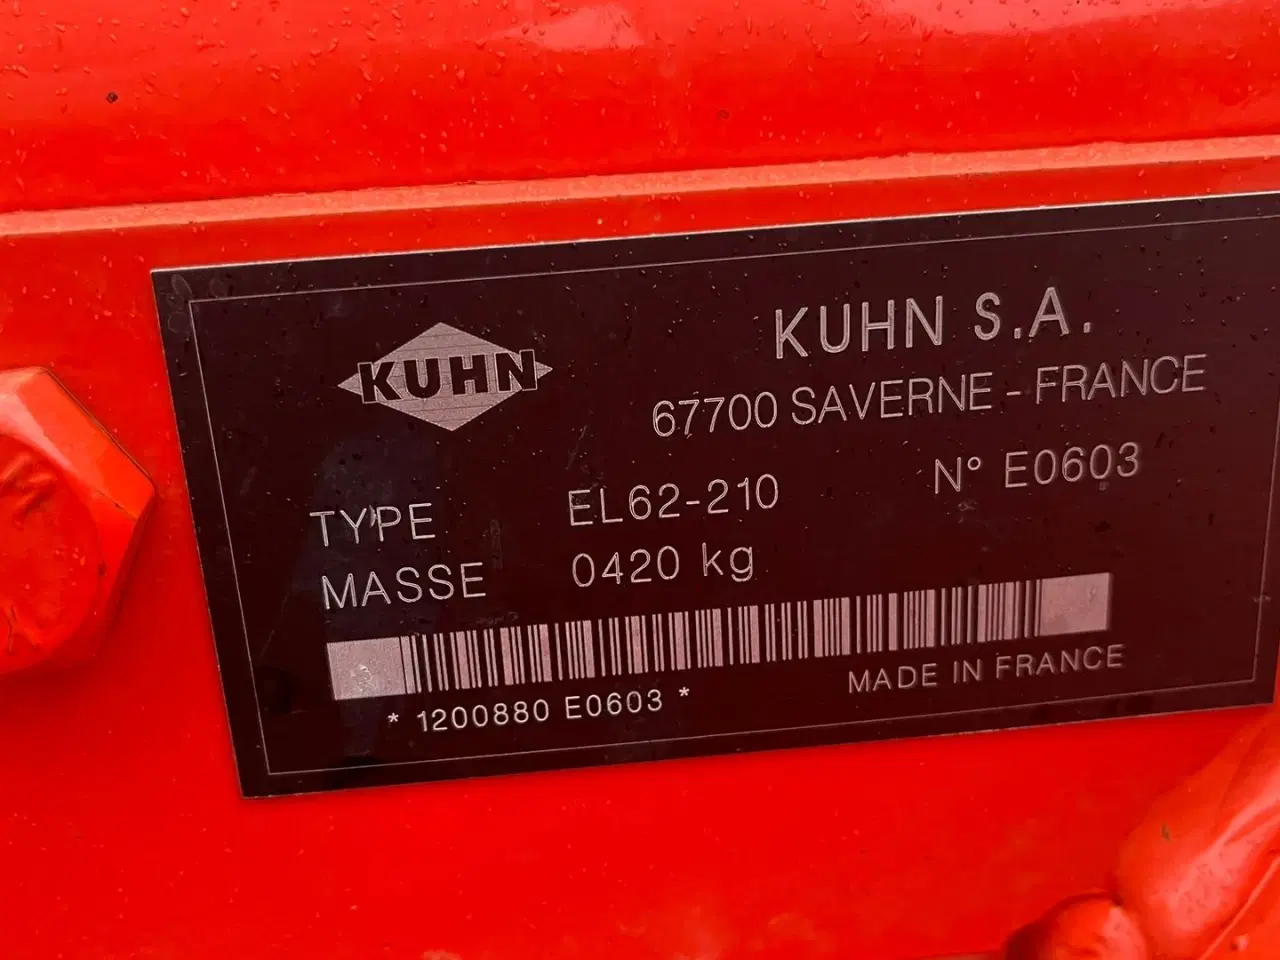 KUHN
KUHN S.A.
67700 SAVERNE - FRANCE
TYPE EL62-210 N° E0603
MASSE 0420 kg
* 1200880 E0603 *
MADE IN FRANCE